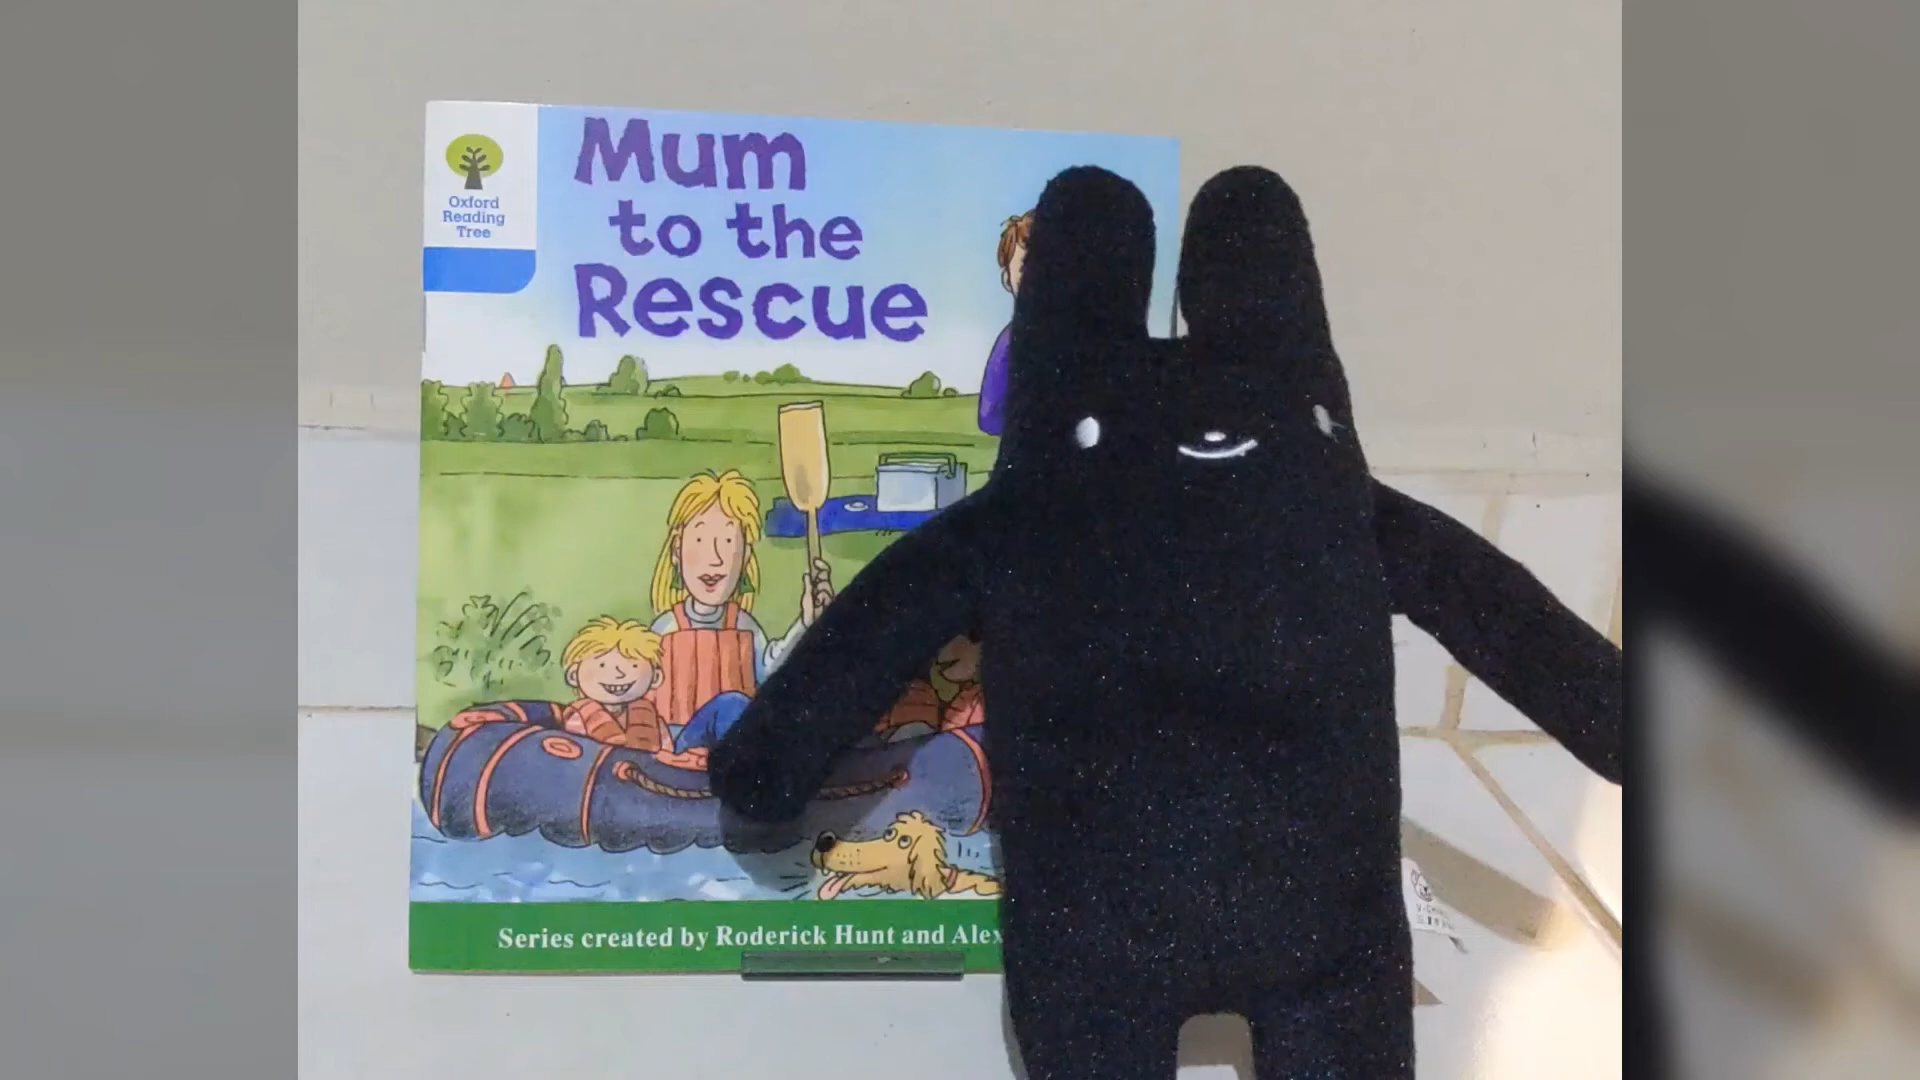 Oxford
Reading
Tree
Mum
to the
Rescue
Series created by Roderick Hunt and Alex